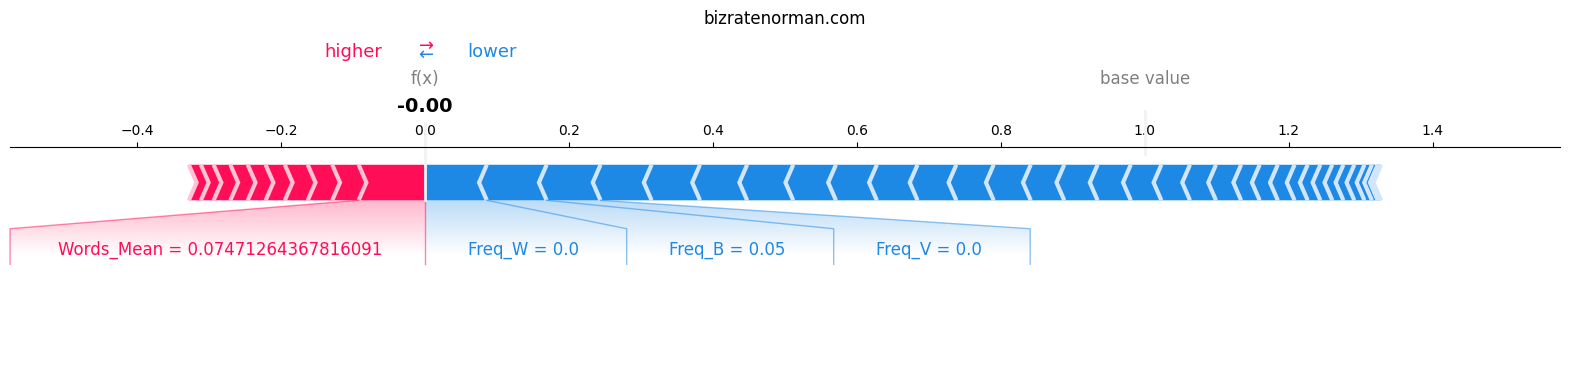 bizratenorman.com
higher ⇄ lower
f(x)
base value
-0.00
−0.4 −0.2 0.0 0.2 0.4 0.6 0.8 1.0 1.2 1.4
Words_Mean = 0.07471264367816091
Freq_W = 0.0
Freq_B = 0.05
Freq_V = 0.0